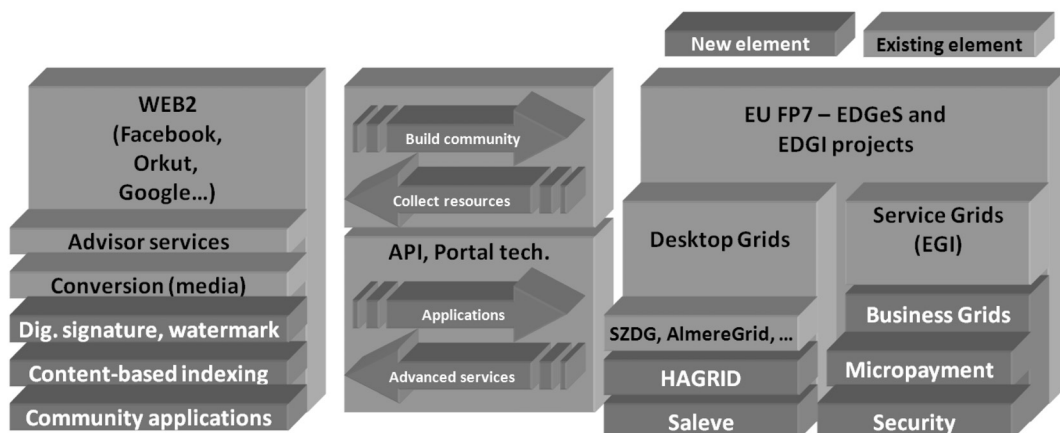 New element
Existing element
WEB2
(Facebook,
Orkut,
Google…)
Advisor services
Conversion (media)
Dig. signature, watermark
Content-based indexing
Community applications
Build community
Collect resources
API, Portal tech.
Applications
Advanced services
EU FP7 – EDGeS and
EDGI projects
Desktop Grids
SZDG, AlmereGrid, …
HAGRID
Saleve
Service Grids
(EGI)
Business Grids
Micropayment
Security